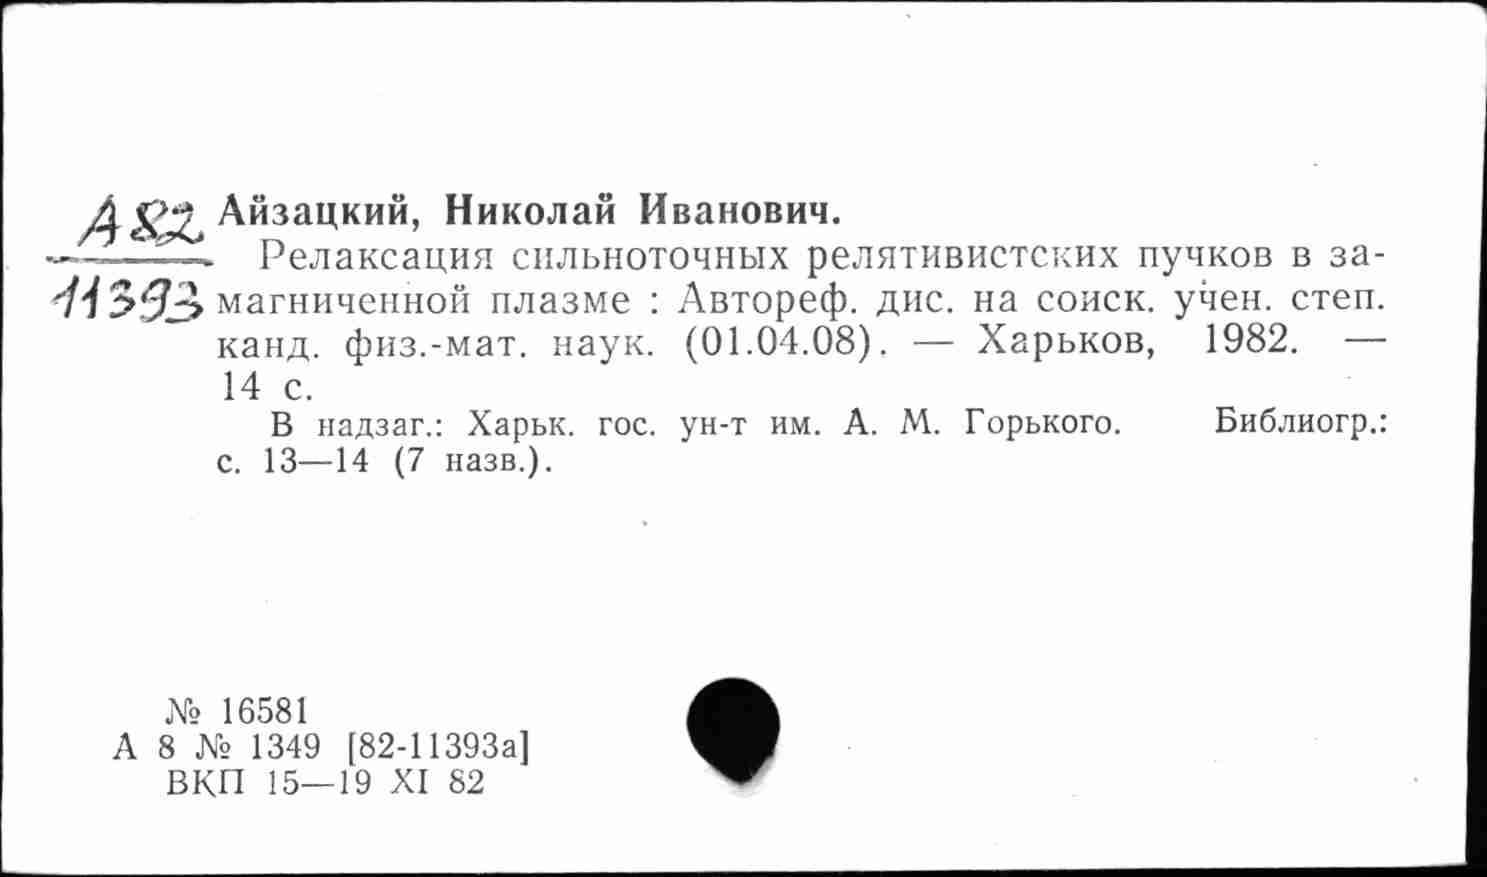 А82
11393
Айзацкий, Николай Иванович.
Релаксация сильноточных релятивистских пучков в за-
магниченной плазме : Автореф. дис. на соиск. учен. степ.
канд. физ.-мат. наук. (01.04.08). — Харьков, 1982. —
14 с.
В надзаг.: Харьк. гос. ун-т им. А. М. Горького. Библиогр.:
с. 13—14 (7 назв.).
№ 16581
А 8 № 1349 [82-11393а]
ВКП 15—19 XI 82